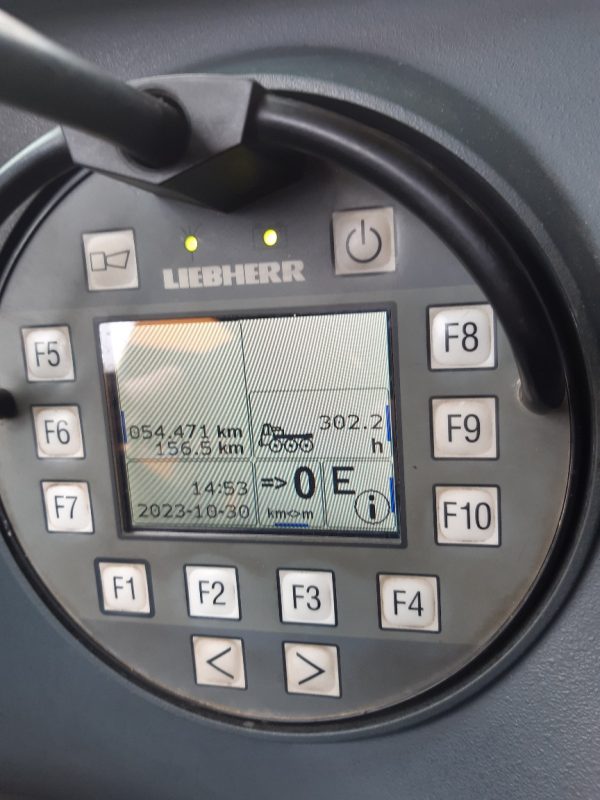 LIEBHERR
F5
F6
F7
F8
F9
F10
054.471 km
156.5 km
302.2
h
14:53
2023-10-30
=> 0
km<>m
E
i
F1
F2
F3
F4
<
>